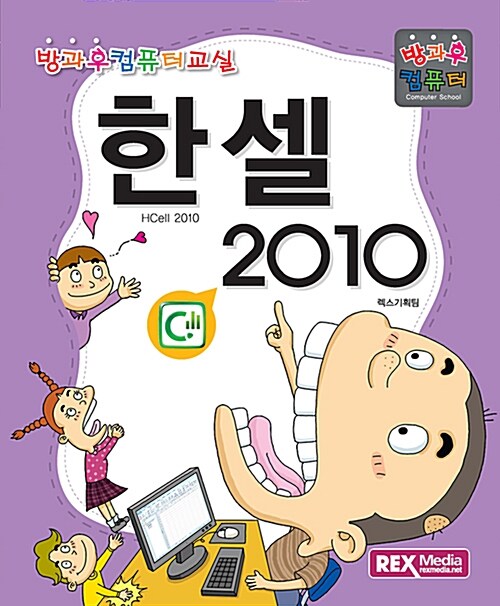 방과후컴퓨터교실
방과후
컴퓨터
Computer School
한셀
HCell 2010
2010
렉스기획팀
REX Media
rexmedia.net